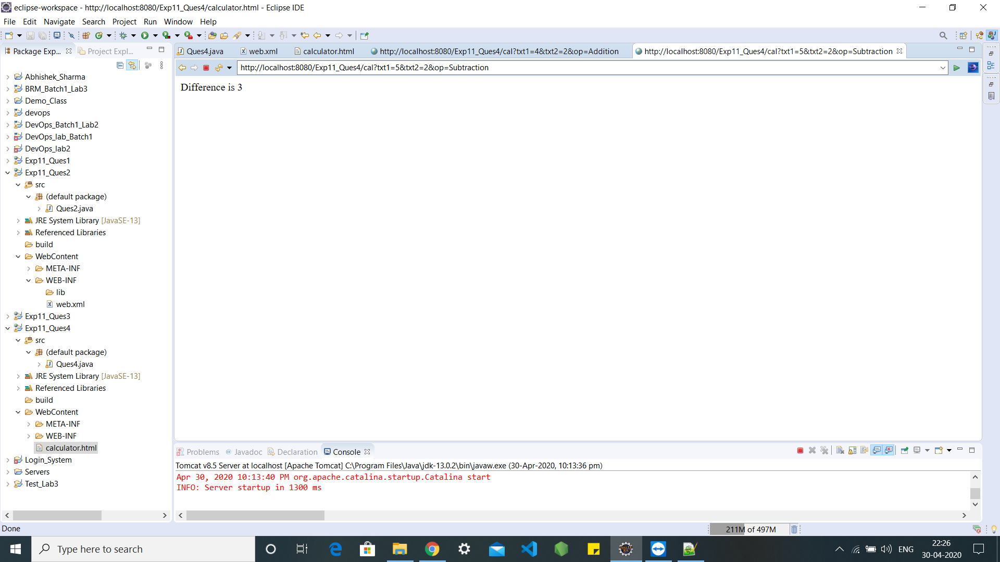 eclipse-workspace - http://localhost:8080/Exp11_Ques4/calculator.html - Eclipse IDE
File Edit Navigate Search Project Run Window Help
Package Exp... Project Expl...
Ques4.java web.xml calculator.html http://localhost:8080/Exp11_Ques4/cal?txt1=4&txt2=2&op=Addition http://localhost:8080/Exp11_Ques4/cal?txt1=5&txt2=2&op=Subtraction
http://localhost:8080/Exp11_Ques4/cal?txt1=5&txt2=2&op=Subtraction
Difference is 3
Abhishek_Sharma
BRM_Batch1_Lab3
Demo_Class
devops
DevOps_Batch1_Lab2
DevOps_lab_Batch1
DevOps_lab2
Exp11_Ques1
Exp11_Ques2
src
(default package)
Ques2.java
JRE System Library [JavaSE-13]
Referenced Libraries
build
WebContent
META-INF
WEB-INF
lib
web.xml
Exp11_Ques3
Exp11_Ques4
src
(default package)
Ques4.java
JRE System Library [JavaSE-13]
Referenced Libraries
build
WebContent
META-INF
WEB-INF
calculator.html
Login_System
Servers
Test_Lab3
Problems Javadoc Declaration Console
Tomcat v8.5 Server at localhost [Apache Tomcat] C:\Program Files\Java\jdk-13.0.2\bin\javaw.exe (30-Apr-2020, 10:13:36 pm)
Apr 30, 2020 10:13:40 PM org.apache.catalina.startup.Catalina start
INFO: Server startup in 1300 ms
Done
211M of 497M
Type here to search
ENG
22:26
30-04-2020